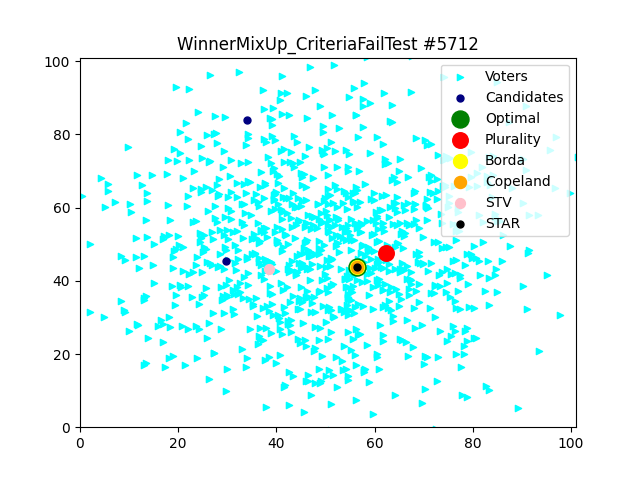 WinnerMixUp_CriteriaFailTest #5712
100
80
60
40
20
0
0
20
40
60
80
100
Voters
Candidates
Optimal
Plurality
Borda
Copeland
STV
STAR